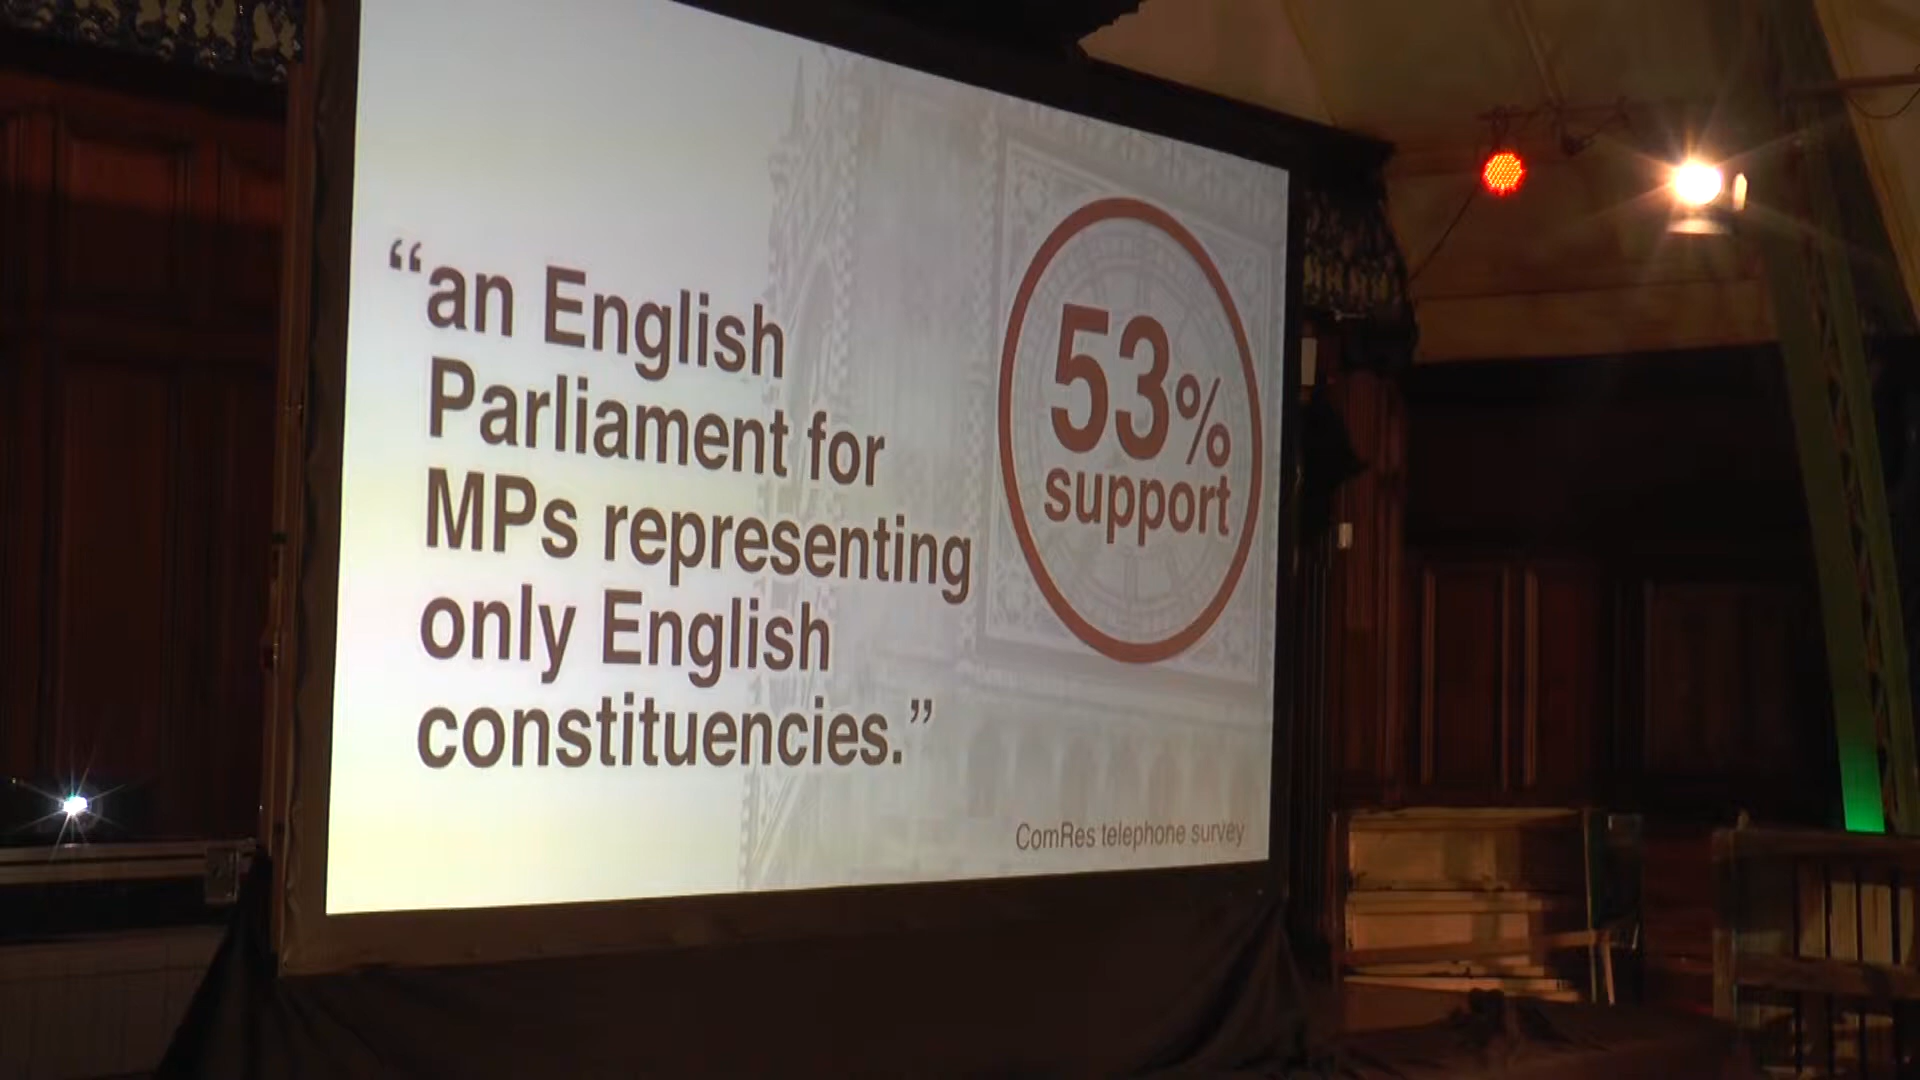 “an English
Parliament for
MPs representing
only English
constituencies.”
53%
support
ComRes telephone survey